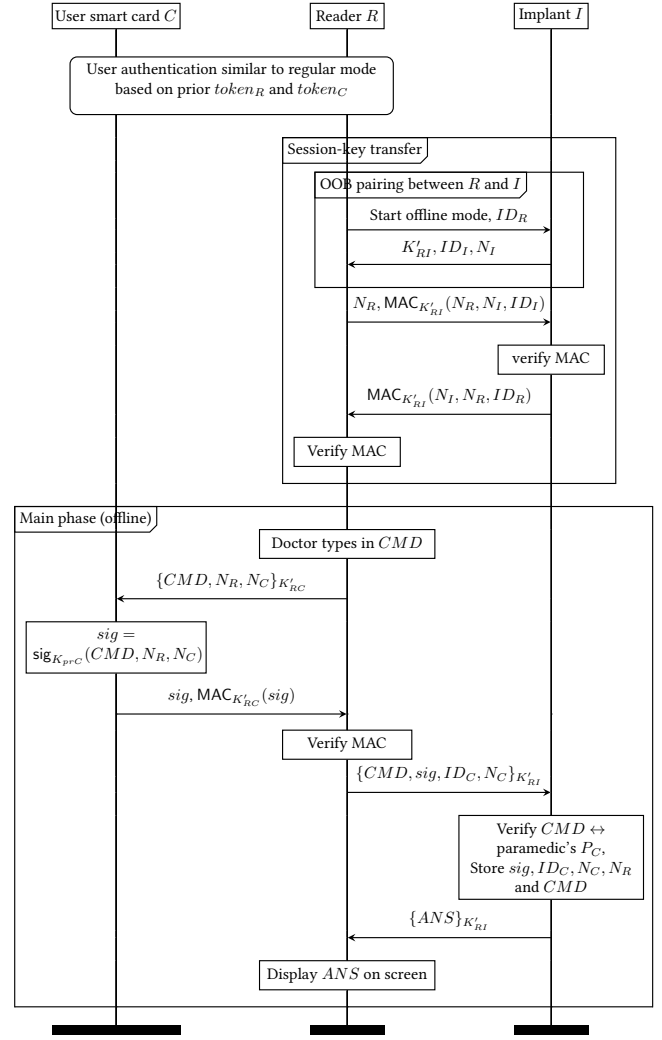 User smart card C
Reader R
Implant I
User authentication similar to regular mode
based on prior token_R and token_C
Session-key transfer
OOB pairing between R and I
Start offline mode, ID_R
K'_RI, ID_I, N_I
N_R, MAC_K'_RI(N_R, N_I, ID_I)
verify MAC
MAC_K'_RI(N_I, N_R, ID_R)
Verify MAC
Main phase (offline)
Doctor types in CMD
{CMD, N_R, N_C}_K'_RC
sig =
sig_K_prC(CMD, N_R, N_C)
sig, MAC_K'_RC(sig)
Verify MAC
{CMD, sig, ID_C, N_C}_K'_RI
Verify CMD ↔
paramedic's P_C,
Store sig, ID_C, N_C, N_R
and CMD
{ANS}_K'_RI
Display ANS on screen